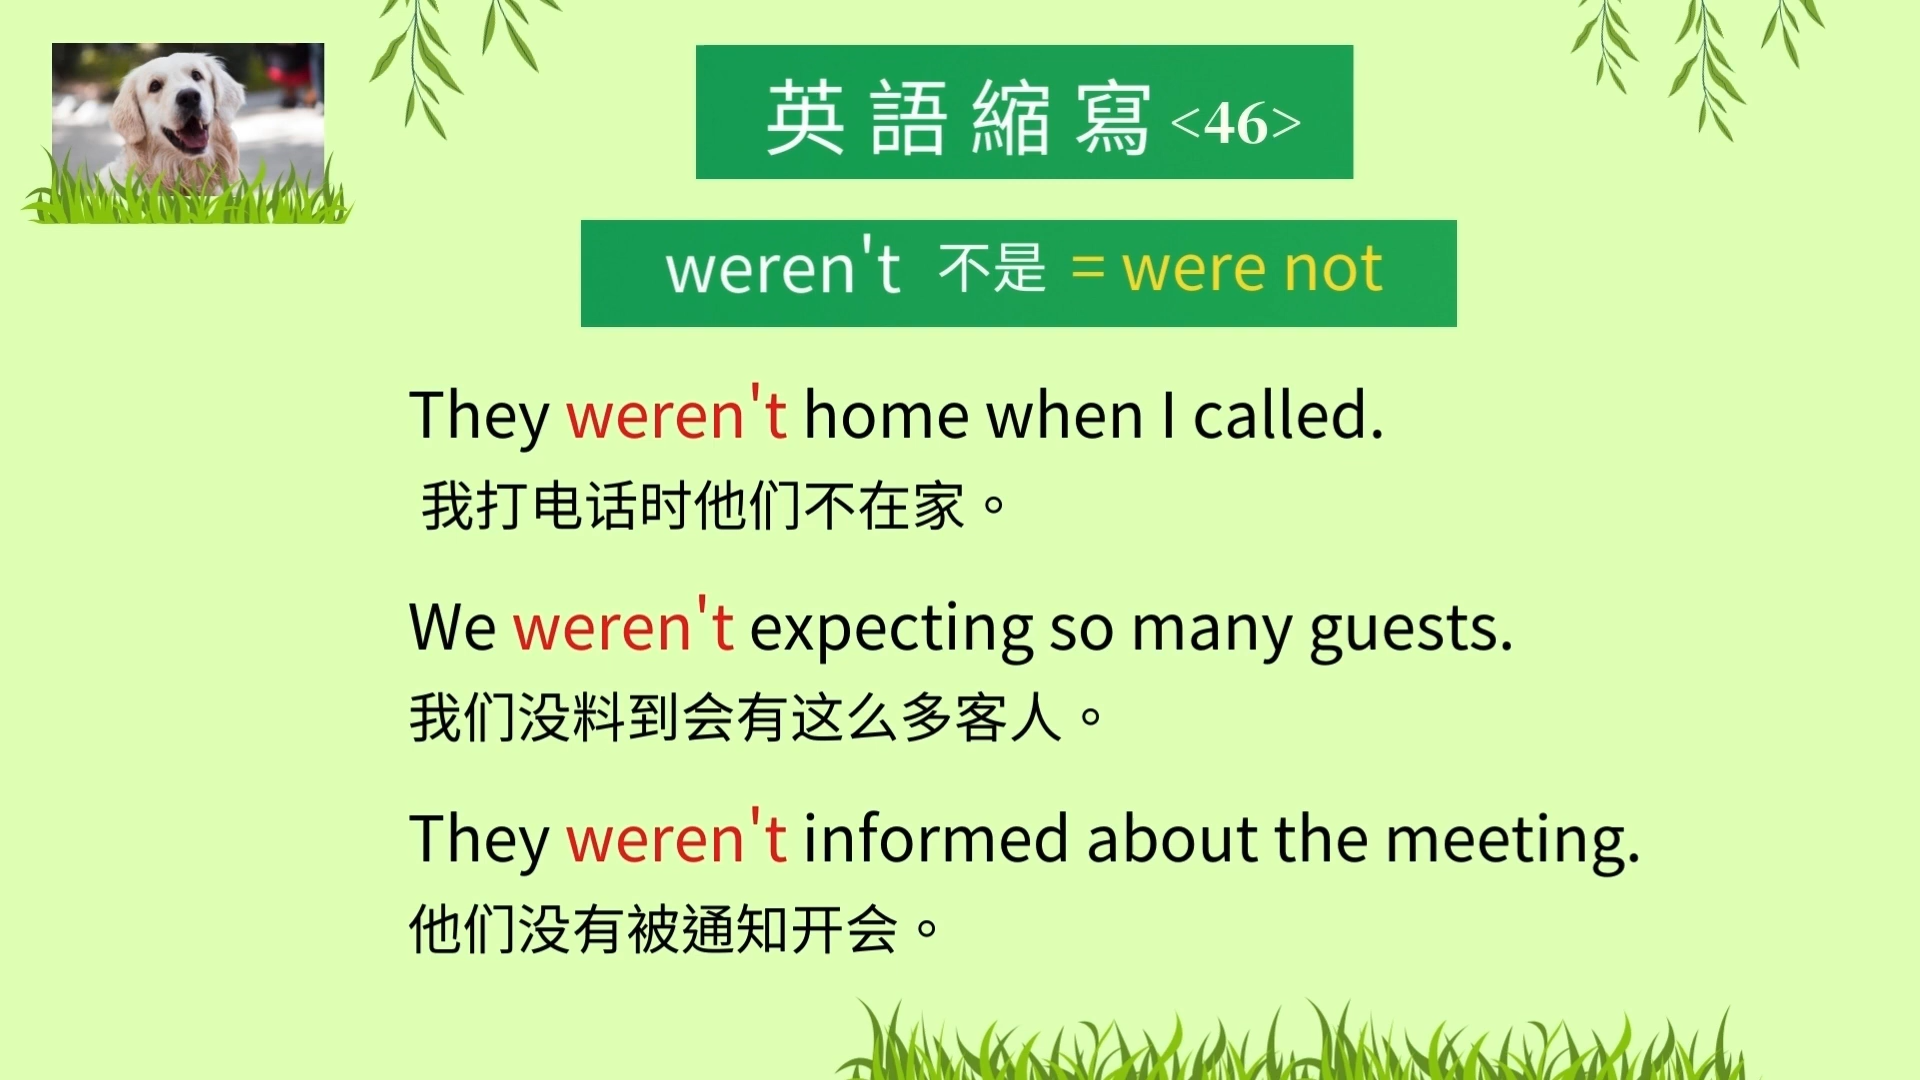 英語縮寫<46>
weren't 不是 = were not
They weren't home when I called.
我打电话时他们不在家。
We weren't expecting so many guests.
我们没料到会有这么多客人。
They weren't informed about the meeting.
他们没有被通知开会。